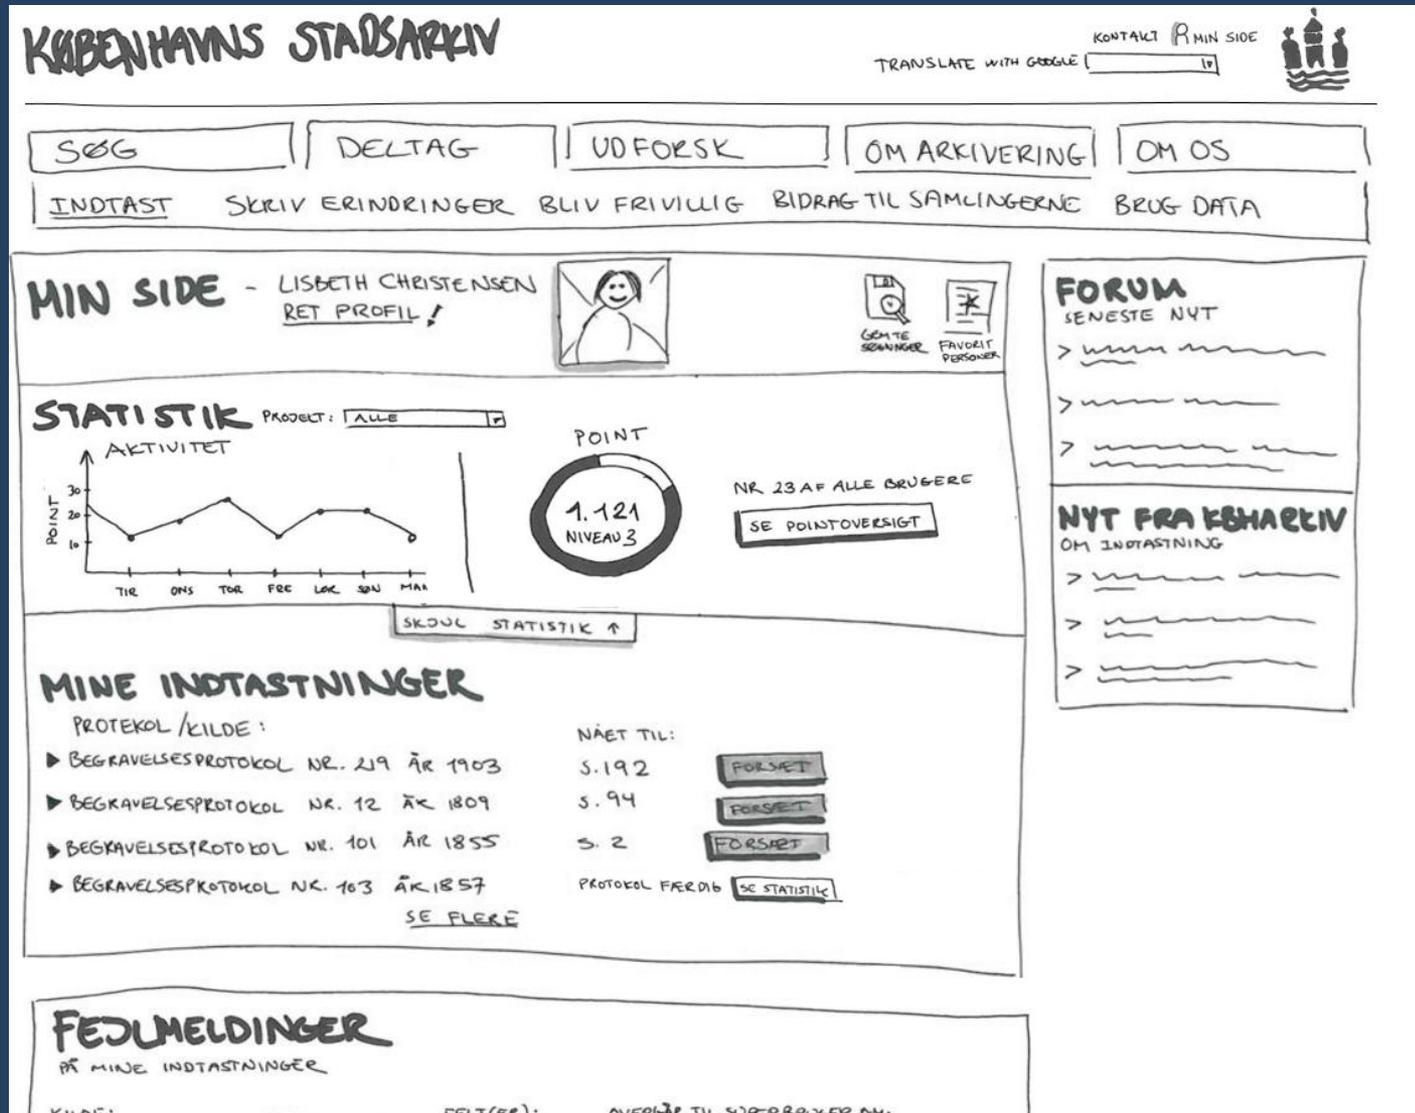 KØBENHAVNS STADSARKIV
KONTAKT MIN SIDE
TRANSLATE WITH GOOGLE
SØG DELTAG UDFORSK OM ARKIVERING OM OS
INDTAST SKRIV ERINDRINGER BLIV FRIVILLIG BIDRAG TIL SAMLINGERNE BRUG DATA
MIN SIDE - LISBETH CHRISTENSEN
RET PROFIL!
GEMTE
SØGNINGER
FAVORIT
PERSONER
STATISTIK PROJEKT: ALLE
AKTIVITET
POINT
30
20
10
TIR ONS TOR FRE LØR SØN MAN
POINT
1.121
NIVEAU 3
NR 23 AF ALLE BRUGERE
SE POINTOVERSIGT
SKJUL STATISTIK ↑
MINE INDTASTNINGER
PROTEKOL/KILDE: NÅET TIL:
BEGRAVELSESPROTOKOL NR. 219 ÅR 1903 S. 192 FORSÆT
BEGRAVELSESPROTOKOL NR. 12 ÅR 1809 S. 94 FORSÆT
BEGRAVELSESPROTOKOL NR. 101 ÅR 1855 S. 2 FORSÆT
BEGRAVELSESPROTOKOL NR. 103 ÅR 1857 PROTOKOL FÆRDIG SE STATISTIK
SE FLERE
FORUM
SENESTE NYT
NYT FRA KBHARKIV
OM INDTASTNING
FEJLMELDINGER
PÅ MINE INDTASTNINGER
KILDE: FELT(ER):